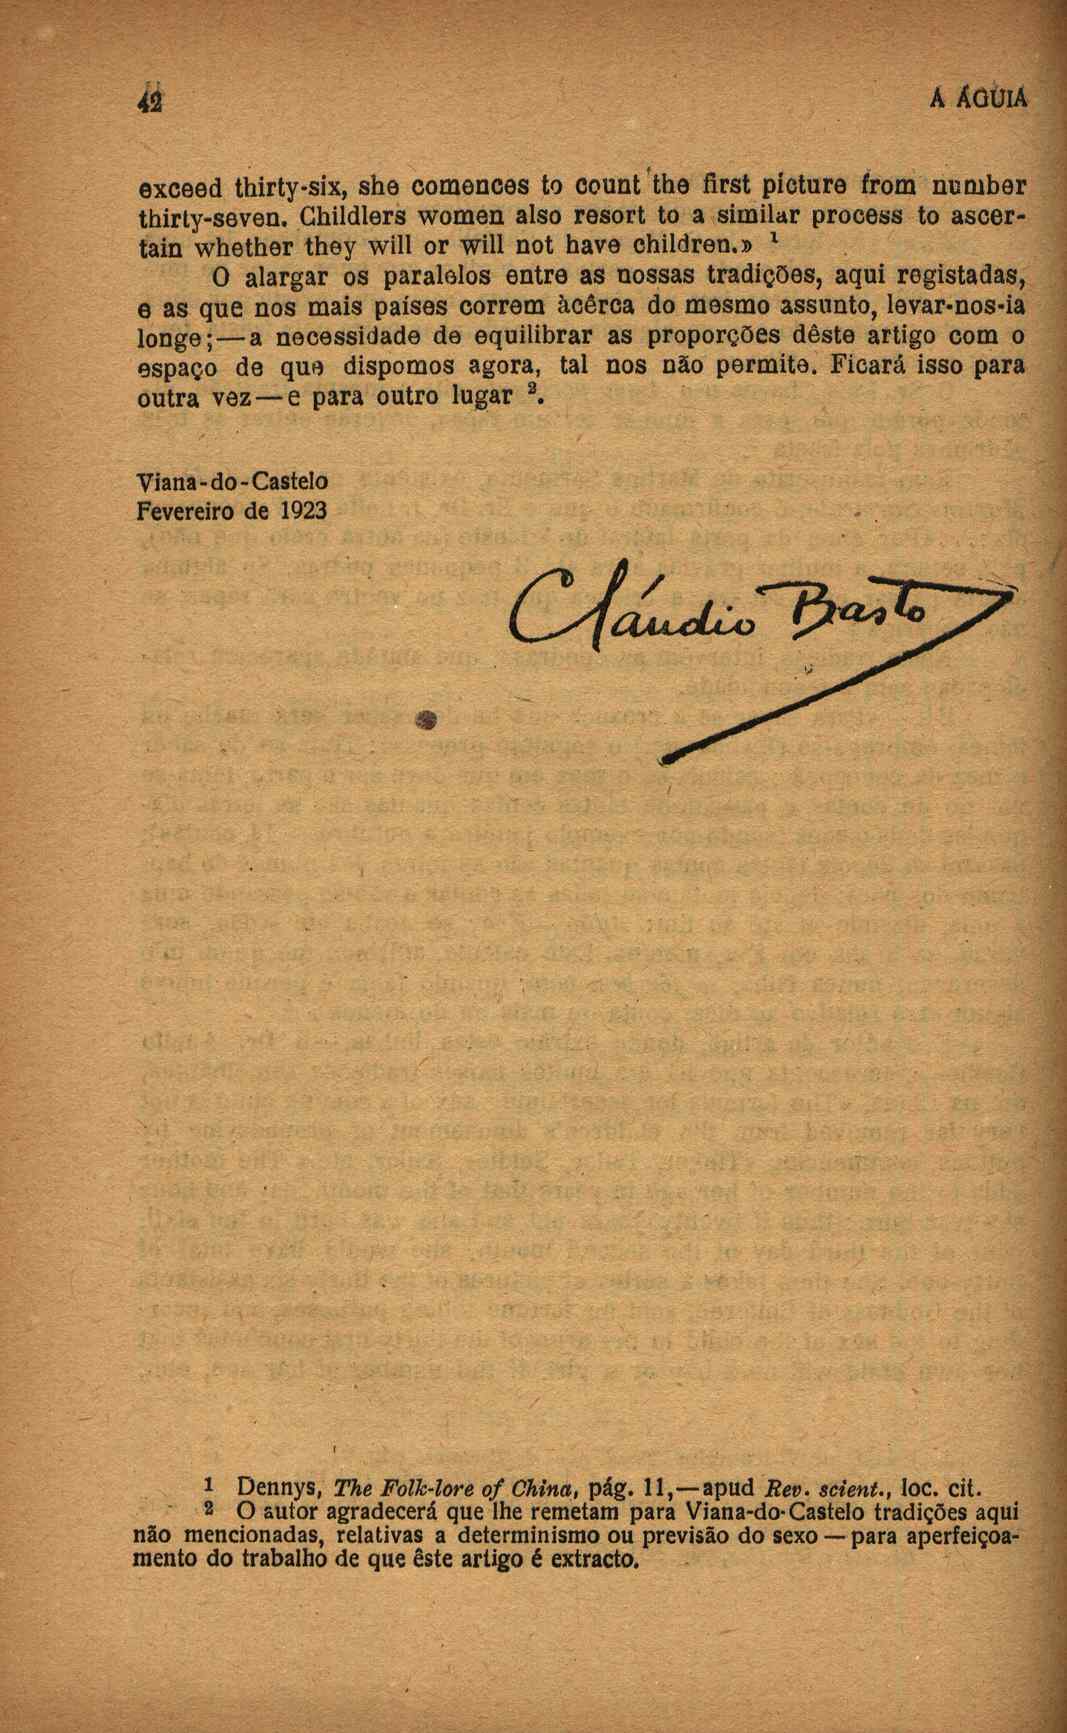 42
A ÁGUIA
exceed thirty-six, she comences to count the first picture from number
thirty-seven. Childlers women also resort to a similar process to ascer-
tain whether they will or will not have children.» 1
O alargar os paralelos entre as nossas tradições, aqui registadas,
e as que nos mais países correm àcêrca do mesmo assunto, levar-nos-ia
longe;—a necessidade de equilibrar as proporções dêste artigo com o
espaço de que dispomos agora, tal nos não permite. Ficará isso para
outra vez—e para outro lugar 2.
Viana-do-Castelo
Fevereiro de 1923
Cláudio Basto
1 Dennys, The Folk-lore of China, pág. 11,—apud Rev. scient., loc. cit.
2 O autor agradecerá que lhe remetam para Viana-do-Castelo tradições aqui
não mencionadas, relativas a determinismo ou previsão do sexo — para aperfeiçoa-
mento do trabalho de que êste artigo é extracto.